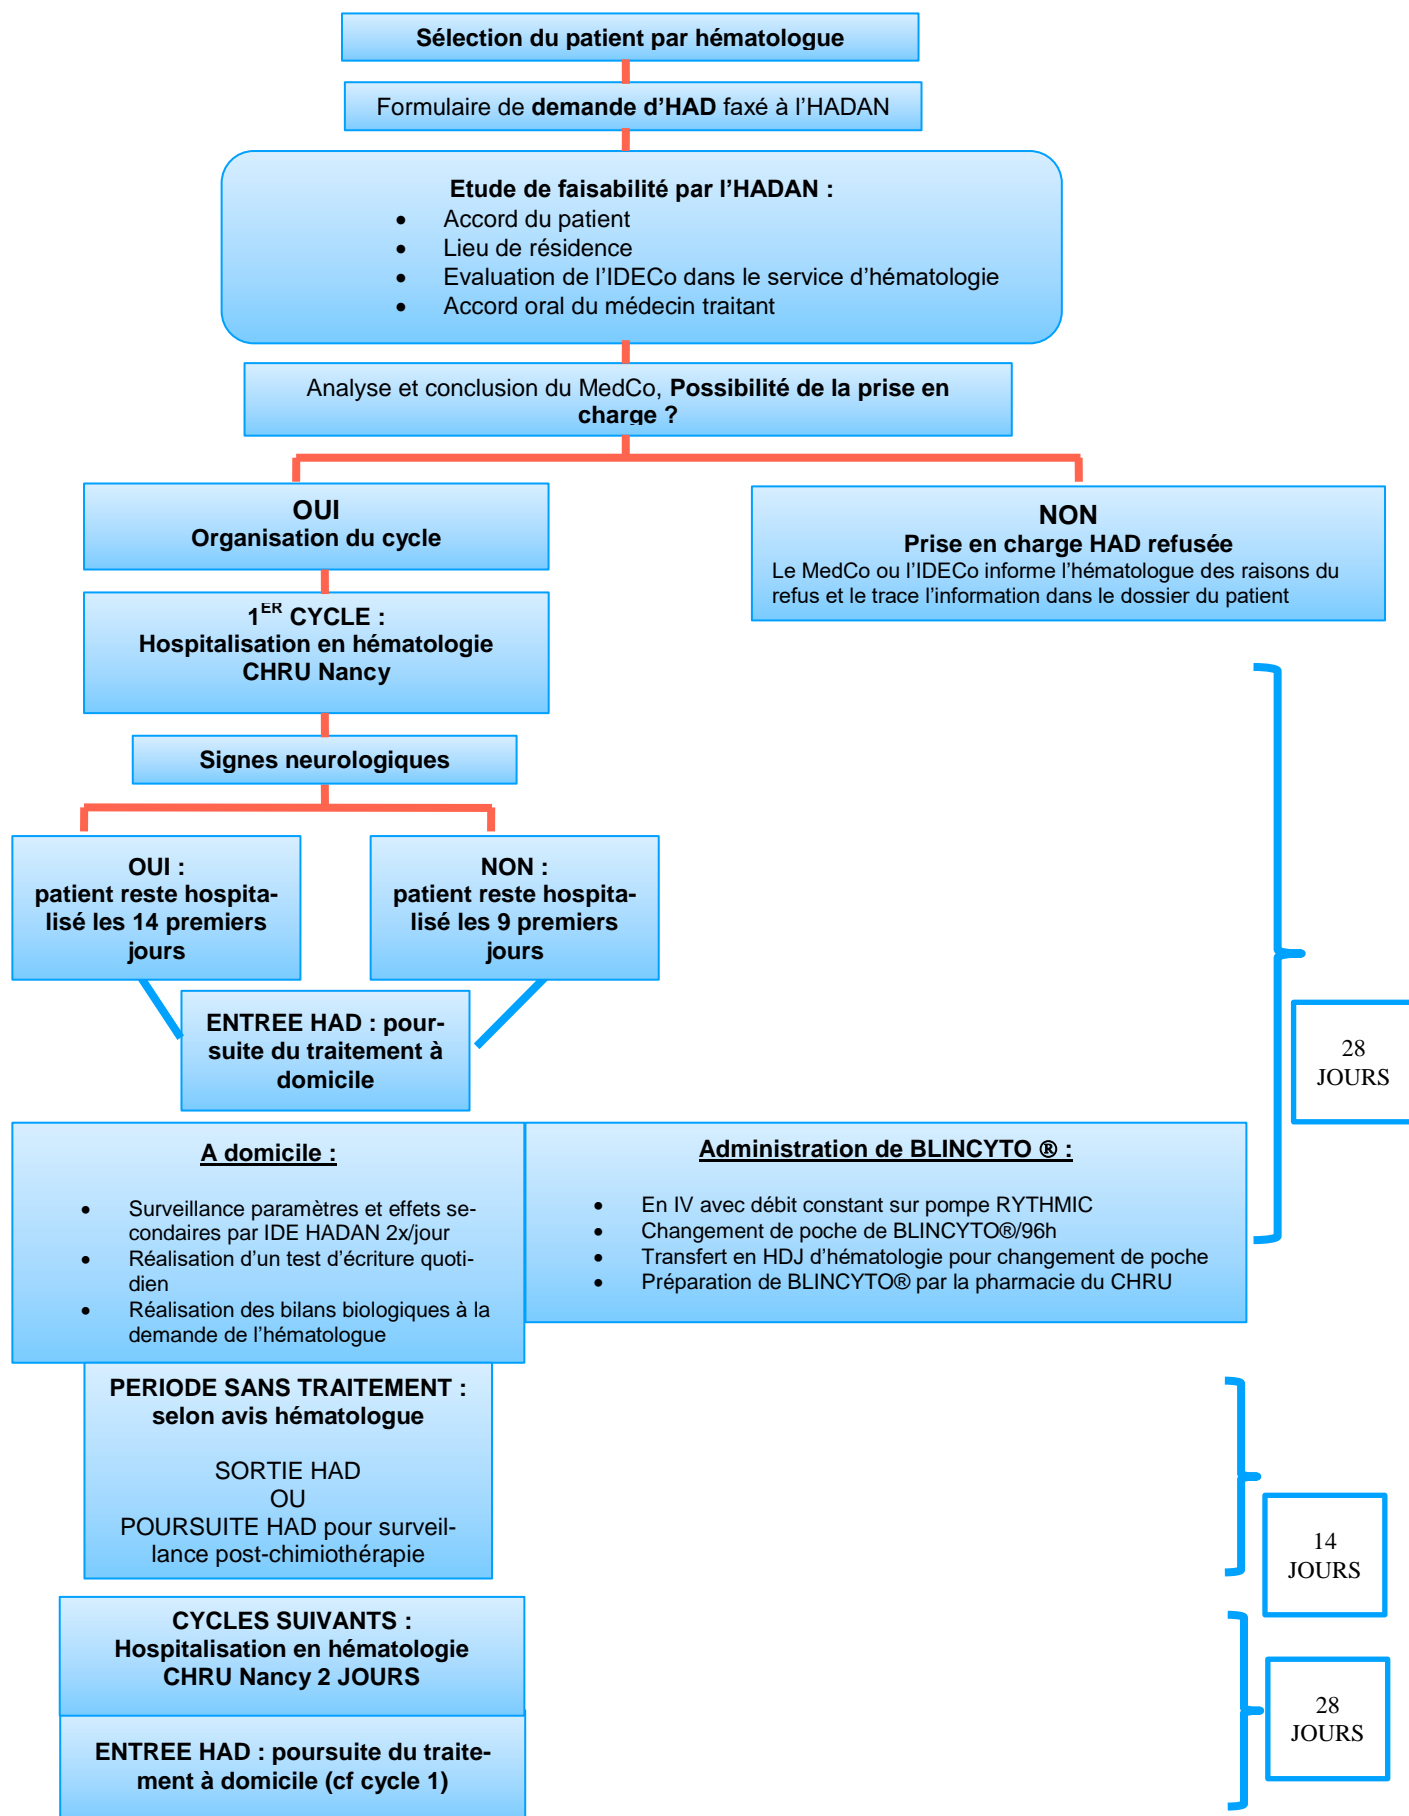 Sélection du patient par hématologue
Formulaire de demande d'HAD faxé à l'HADAN
Etude de faisabilité par l'HADAN :
• Accord du patient
• Lieu de résidence
• Evaluation de l'IDECo dans le service d'hématologie
• Accord oral du médecin traitant
Analyse et conclusion du MedCo, Possibilité de la prise en
charge ?
OUI
Organisation du cycle
NON
Prise en charge HAD refusée
Le MedCo ou l'IDECo informe l'hématologue des raisons du
refus et le trace l'information dans le dossier du patient
1ER CYCLE :
Hospitalisation en hématologie
CHRU Nancy
Signes neurologiques
OUI :
patient reste hospita-
lisé les 14 premiers
jours
NON :
patient reste hospita-
lisé les 9 premiers
jours
ENTREE HAD : pour-
suite du traitement à
domicile
28
JOURS
A domicile :
• Surveillance paramètres et effets se-
condaires par IDE HADAN 2x/jour
• Réalisation d'un test d'écriture quoti-
dien
• Réalisation des bilans biologiques à la
demande de l'hématologue
Administration de BLINCYTO ® :
• En IV avec débit constant sur pompe RYTHMIC
• Changement de poche de BLINCYTO®/96h
• Transfert en HDJ d'hématologie pour changement de poche
• Préparation de BLINCYTO® par la pharmacie du CHRU
PERIODE SANS TRAITEMENT :
selon avis hématologue
SORTIE HAD
OU
POURSUITE HAD pour surveil-
lance post-chimiothérapie
14
JOURS
CYCLES SUIVANTS :
Hospitalisation en hématologie
CHRU Nancy 2 JOURS
28
JOURS
ENTREE HAD : poursuite du traite-
ment à domicile (cf cycle 1)